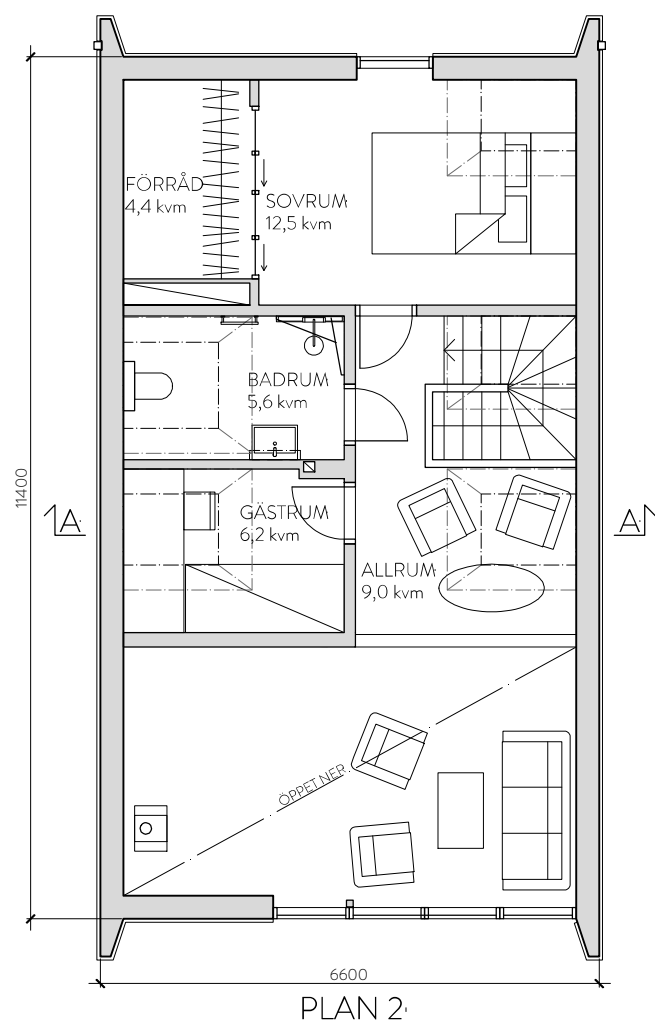 FÖRRÅD
4,4 kvm
SOVRUM
12,5 kvm
BADRUM
5,6 kvm
GÄSTRUM
6,2 kvm
ALLRUM
9,0 kvm
11400
A
A
ÖPPET NER
6600
PLAN 2